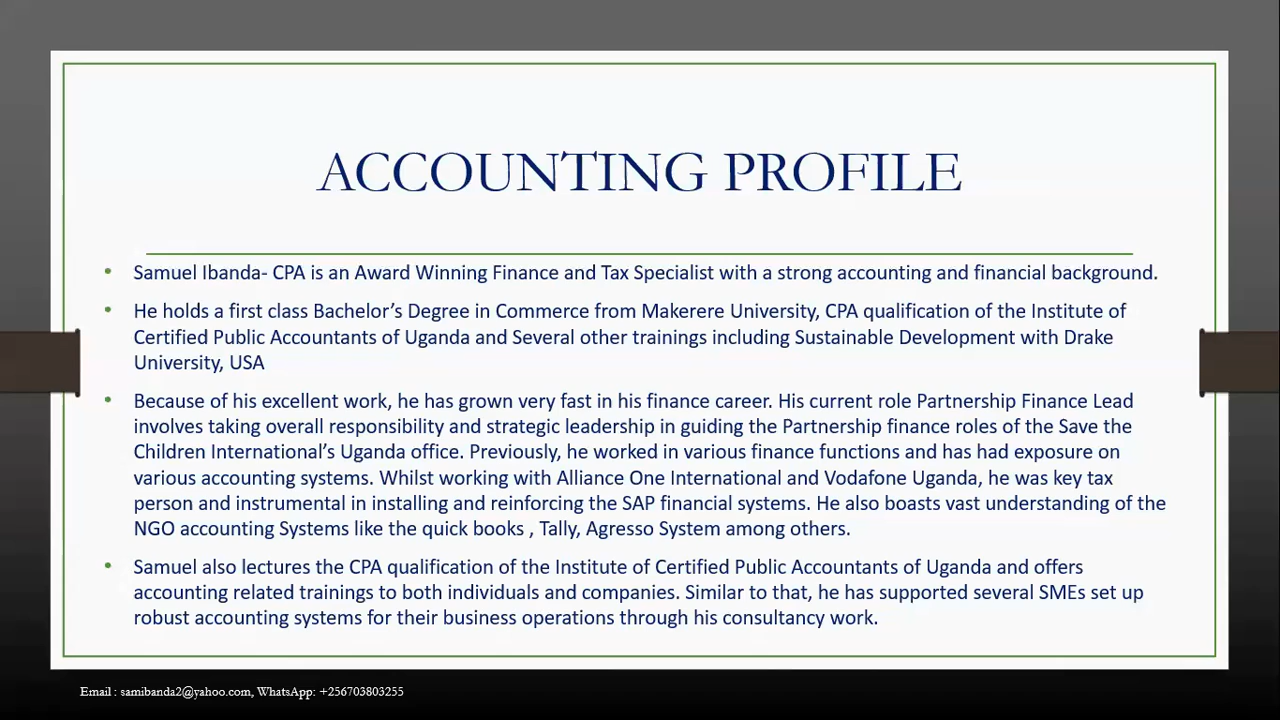 ACCOUNTING PROFILE
• Samuel Ibanda- CPA is an Award Winning Finance and Tax Specialist with a strong accounting and financial background.
• He holds a first class Bachelor’s Degree in Commerce from Makerere University, CPA qualification of the Institute of
Certified Public Accountants of Uganda and Several other trainings including Sustainable Development with Drake
University, USA
• Because of his excellent work, he has grown very fast in his finance career. His current role Partnership Finance Lead
involves taking overall responsibility and strategic leadership in guiding the Partnership finance roles of the Save the
Children International’s Uganda office. Previously, he worked in various finance functions and has had exposure on
various accounting systems. Whilst working with Alliance One International and Vodafone Uganda, he was key tax
person and instrumental in installing and reinforcing the SAP financial systems. He also boasts vast understanding of the
NGO accounting Systems like the quick books , Tally, Agresso System among others.
• Samuel also lectures the CPA qualification of the Institute of Certified Public Accountants of Uganda and offers
accounting related trainings to both individuals and companies. Similar to that, he has supported several SMEs set up
robust accounting systems for their business operations through his consultancy work.
Email : samibanda2@yahoo.com, WhatsApp: +256703803255